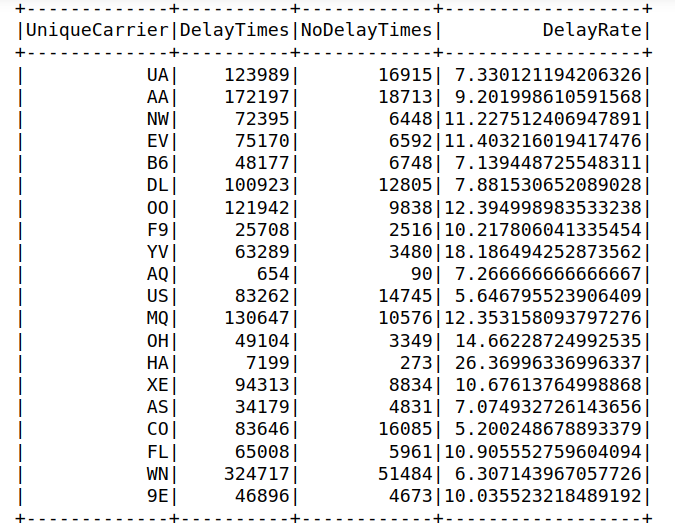 +-------------+----------+------------+------------------+
|UniqueCarrier|DelayTimes|NoDelayTimes|         DelayRate|
+-------------+----------+------------+------------------+
|           UA|    123989|       16915| 7.330121194206326|
|           AA|    172197|       18713| 9.201998610591568|
|           NW|     72395|        6448|11.227512406947891|
|           EV|     75170|        6592|11.403216019417476|
|           B6|     48177|        6748| 7.139448725548311|
|           DL|    100923|       12805| 7.881530652089028|
|           OO|    121942|        9838|12.394998983533238|
|           F9|     25708|        2516|10.217806041335454|
|           YV|     63289|        3480|18.186494252873562|
|           AQ|       654|          90| 7.266666666666667|
|           US|     83262|       14745| 5.646795523906409|
|           MQ|    130647|       10576|12.353158093797276|
|           OH|     49104|        3349| 14.66228724992535|
|           HA|      7199|         273| 26.36996336996337|
|           XE|     94313|        8834| 10.67613764998868|
|           AS|     34179|        4831| 7.074932726143656|
|           CO|     83646|       16085| 5.200248678893379|
|           FL|     65008|        5961|10.905552759604094|
|           WN|    324717|       51484| 6.307143967057726|
|           9E|     46896|        4673|10.035523218489192|
+-------------+----------+------------+------------------+